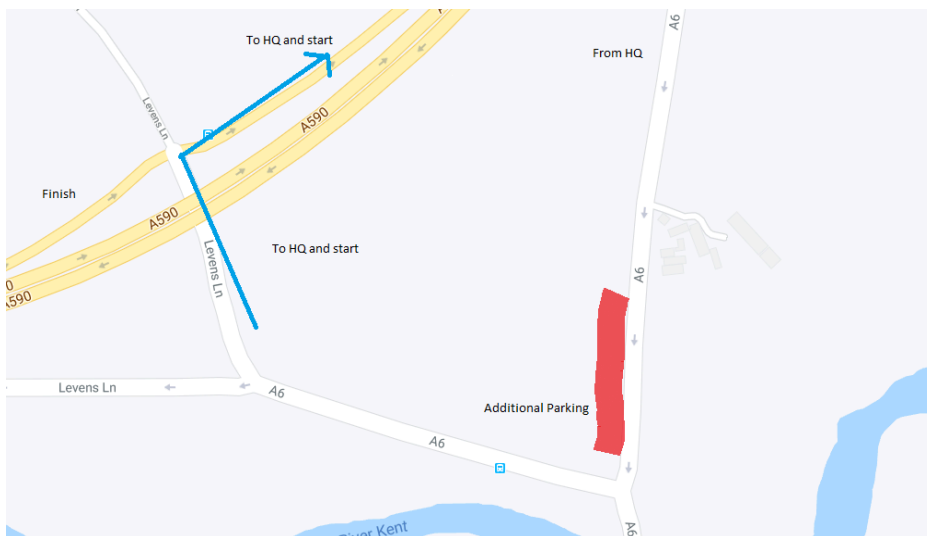 A6
A590
To HQ and start
From HQ
Levens Ln
A590
Finish
A590
To HQ and start
Levens Ln
A6
A590
Levens Ln
A6
Additional Parking
A6
River Kent
A6